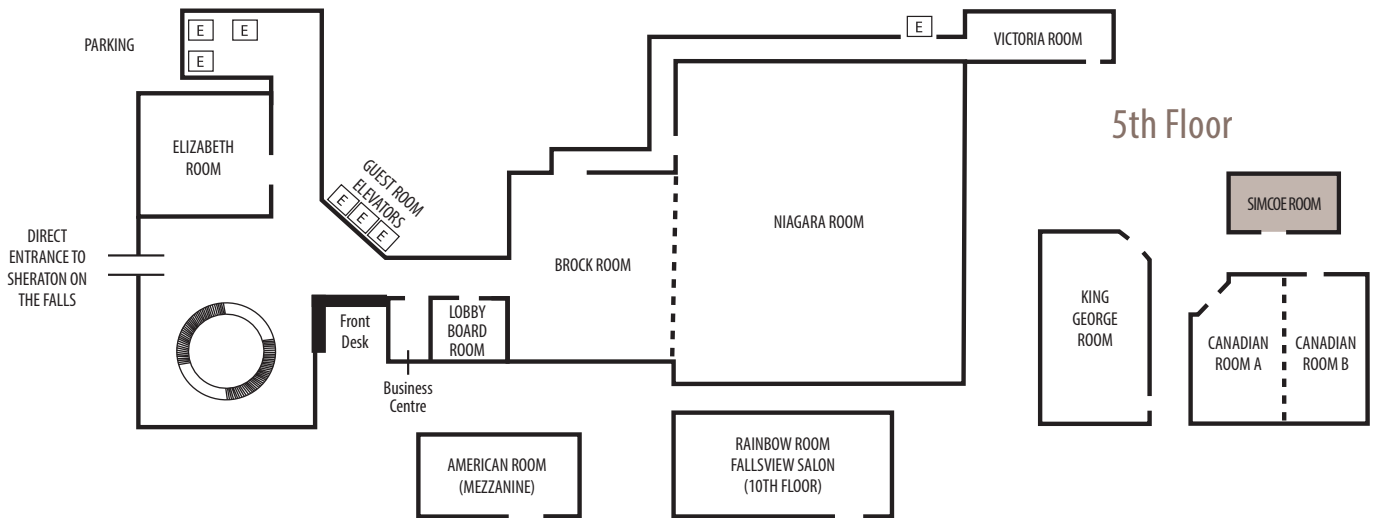 PARKING
E
E
E
ELIZABETH
ROOM
GUEST ROOM
ELEVATORS
E
E
E
DIRECT
ENTRANCE TO
SHERATON ON
THE FALLS
Front
Desk
Business
Centre
LOBBY
BOARD
ROOM
BROCK ROOM
NIAGARA ROOM
E
VICTORIA ROOM
AMERICAN ROOM
(MEZZANINE)
RAINBOW ROOM
FALLSVIEW SALON
(10TH FLOOR)
5th Floor
SIMCOE ROOM
KING
GEORGE
ROOM
CANADIAN
ROOM A
CANADIAN
ROOM B